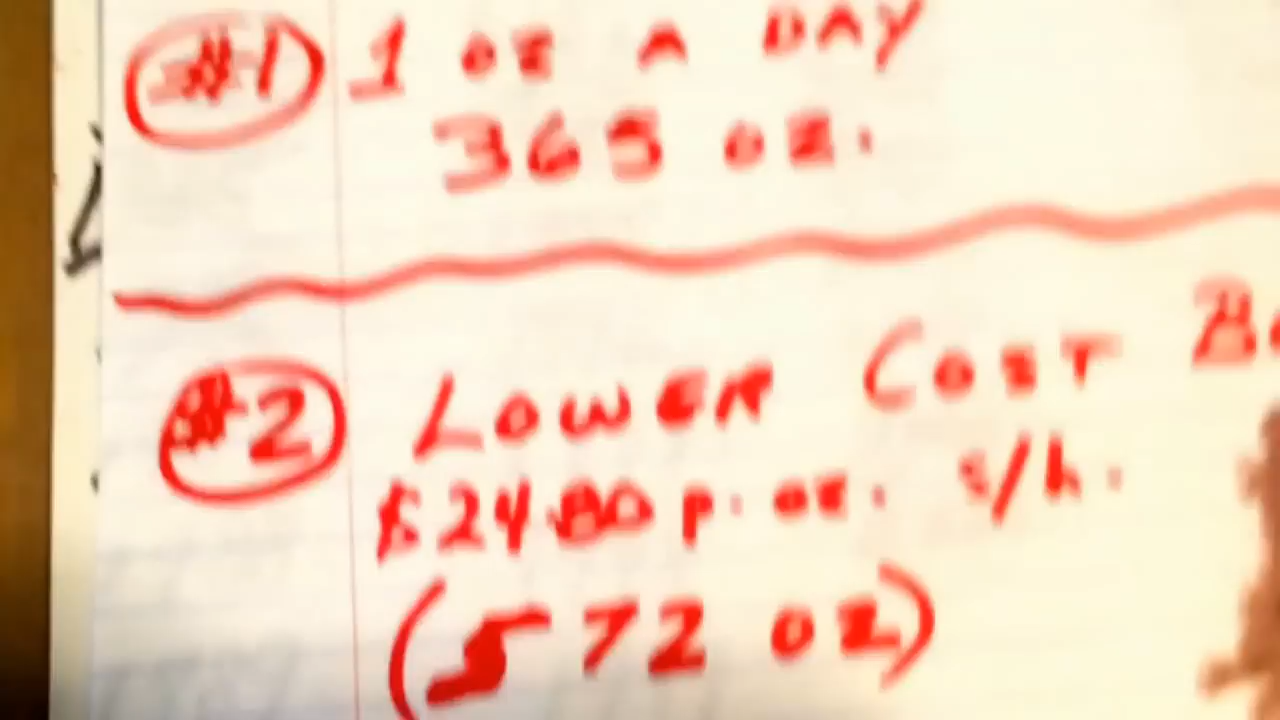 #1 1 OZ A DAY
365 OZ.
#2 LOWER COST
$24.80 p. OZ. s/h.
(572 OZ)